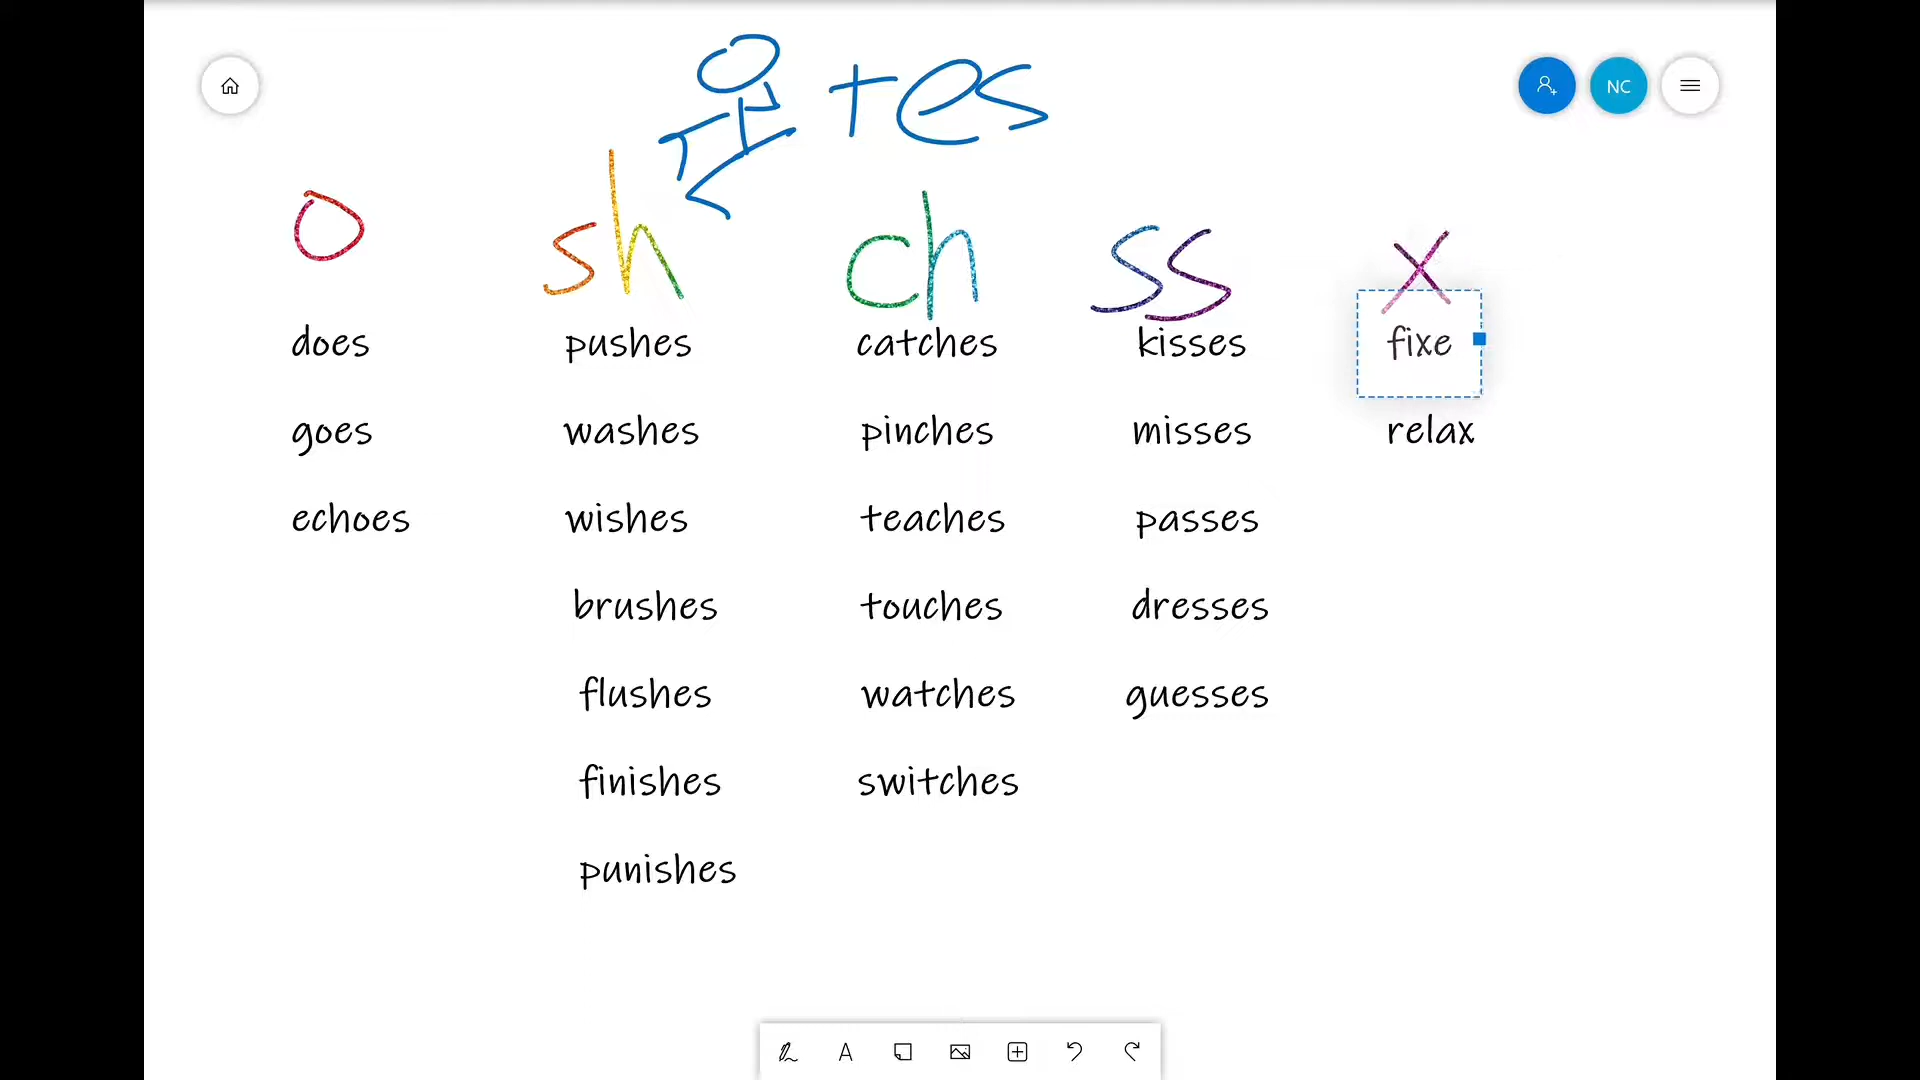 +es
NC
o sh ch ss x
does pushes catches kisses fixe
goes washes pinches misses relax
echoes wishes teaches passes
brushes touches dresses
flushes watches guesses
finishes switches
punishes
A